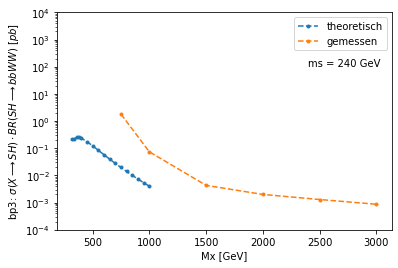 theoretisch
gemessen
ms = 240 GeV
bp3: σ(X ⟶ SH) · BR(SH ⟶ bbWW) [pb]
10⁴
10³
10²
10¹
10⁰
10⁻¹
10⁻²
10⁻³
10⁻⁴
500 1000 1500 2000 2500 3000
Mx [GeV]